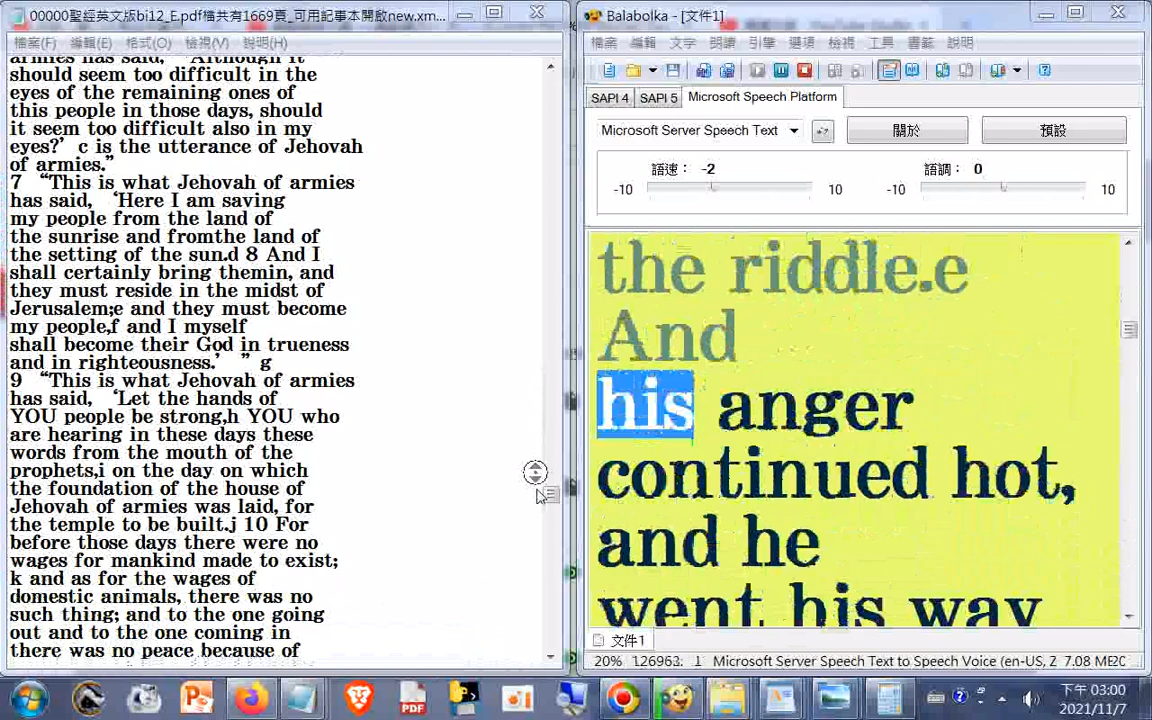 00000聖經英文版bi12_E.pdf檔共有1669頁_可用記事本開啟new.xm...
檔案(F) 編輯(E) 格式(O) 檢視(V) 說明(H)
armies has said, “Although it
should seem too difficult in the
eyes of the remaining ones of
this people in those days, should
it seem too difficult also in my
eyes?’ c is the utterance of Jehovah
of armies.”
7 “This is what Jehovah of armies
has said, ‘Here I am saving
my people from the land of
the sunrise and fromthe land of
the setting of the sun.d 8 And I
shall certainly bring themin, and
they must reside in the midst of
Jerusalem;e and they must become
my people,f and I myself
shall become their God in trueness
and in righteousness.’ ” g
9 “This is what Jehovah of armies
has said, ‘Let the hands of
YOU people be strong,h YOU who
are hearing in these days these
words from the mouth of the
prophets,i on the day on which
the foundation of the house of
Jehovah of armies was laid, for
the temple to be built.j 10 For
before those days there were no
wages for mankind made to exist;
k and as for the wages of
domestic animals, there was no
such thing; and to the one going
out and to the one coming in
there was no peace because of
Balabolka - [文件1]
檔案 編輯 文字 朗讀 引擎 選項 檢視 工具 書籤 說明
SAPI 4 SAPI 5 Microsoft Speech Platform
Microsoft Server Speech Text 關於 預設
語速： -2 語調： 0
-10 10 -10 10
the riddle.e
And
his anger
continued hot,
and he
went his way
文件1
20% 126963: 1 Microsoft Server Speech Text to Speech Voice (en-US, Z 7.08 ME20
PDF
下午 03:00
2021/11/7